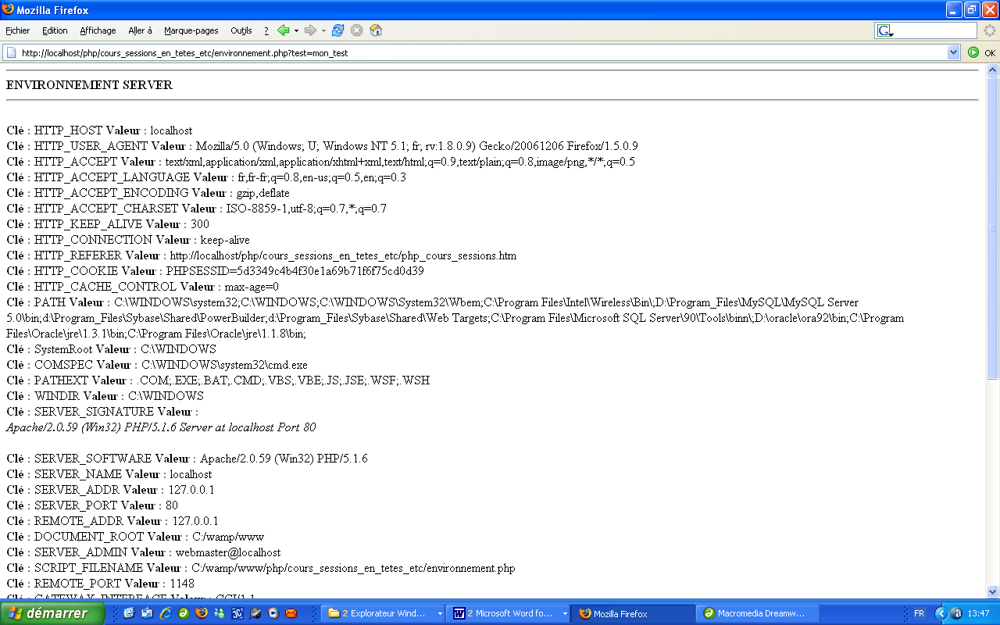 Mozilla Firefox
Fichier Edition Affichage Aller à Marque-pages Outils ?
http://localhost/php/cours_sessions_en_tetes_etc/environnement.php?test=mon_test OK
ENVIRONNEMENT SERVER
Clé : HTTP_HOST Valeur : localhost
Clé : HTTP_USER_AGENT Valeur : Mozilla/5.0 (Windows; U; Windows NT 5.1; fr; rv:1.8.0.9) Gecko/20061206 Firefox/1.5.0.9
Clé : HTTP_ACCEPT Valeur : text/xml,application/xml,application/xhtml+xml,text/html;q=0.9,text/plain;q=0.8,image/png,*/*;q=0.5
Clé : HTTP_ACCEPT_LANGUAGE Valeur : fr,fr-fr;q=0.8,en-us;q=0.5,en;q=0.3
Clé : HTTP_ACCEPT_ENCODING Valeur : gzip,deflate
Clé : HTTP_ACCEPT_CHARSET Valeur : ISO-8859-1,utf-8;q=0.7,*;q=0.7
Clé : HTTP_KEEP_ALIVE Valeur : 300
Clé : HTTP_CONNECTION Valeur : keep-alive
Clé : HTTP_REFERER Valeur : http://localhost/php/cours_sessions_en_tetes_etc/php_cours_sessions.htm
Clé : HTTP_COOKIE Valeur : PHPSESSID=5d3349c4b4f30e1a69b71f6f75cd0d39
Clé : HTTP_CACHE_CONTROL Valeur : max-age=0
Clé : PATH Valeur : C:\WINDOWS\system32;C:\WINDOWS;C:\WINDOWS\System32\Wbem;C:\Program Files\Intel\Wireless\Bin\;D:\Program_Files\MySQL\MySQL Server
5.0\bin;d:\Program_Files\Sybase\Shared\PowerBuilder;d:\Program_Files\Sybase\Shared\Web Targets;C:\Program Files\Microsoft SQL Server\90\Tools\binn\;D:\oracle\ora92\bin;C:\Program
Files\Oracle\jre\1.3.1\bin;C:\Program Files\Oracle\jre\1.1.8\bin;
Clé : SystemRoot Valeur : C:\WINDOWS
Clé : COMSPEC Valeur : C:\WINDOWS\system32\cmd.exe
Clé : PATHEXT Valeur : .COM;.EXE;.BAT;.CMD;.VBS;.VBE;.JS;.JSE;.WSF;.WSH
Clé : WINDIR Valeur : C:\WINDOWS
Clé : SERVER_SIGNATURE Valeur :
Apache/2.0.59 (Win32) PHP/5.1.6 Server at localhost Port 80
Clé : SERVER_SOFTWARE Valeur : Apache/2.0.59 (Win32) PHP/5.1.6
Clé : SERVER_NAME Valeur : localhost
Clé : SERVER_ADDR Valeur : 127.0.0.1
Clé : SERVER_PORT Valeur : 80
Clé : REMOTE_ADDR Valeur : 127.0.0.1
Clé : DOCUMENT_ROOT Valeur : C:/wamp/www
Clé : SERVER_ADMIN Valeur : webmaster@localhost
Clé : SCRIPT_FILENAME Valeur : C:/wamp/www/php/cours_sessions_en_tetes_etc/environnement.php
Clé : REMOTE_PORT Valeur : 1148
Clé : GATEWAY_INTERFACE Valeur : CGI/1.1
démarrer 2 Explorateur Wind... 2 Microsoft Word fo... Mozilla Firefox Macromedia Dreamw... FR 13:47